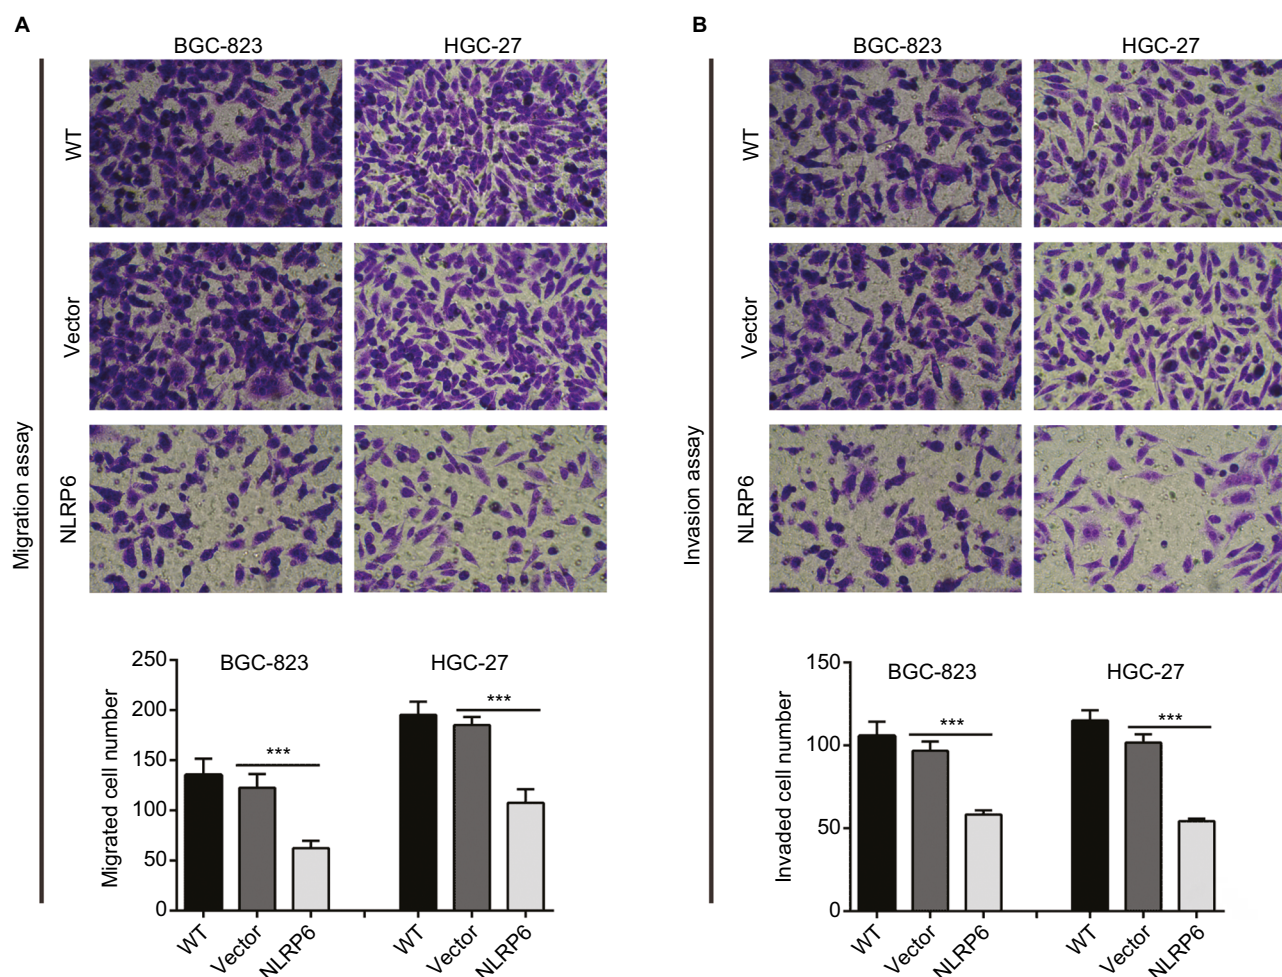 A
BGC-823 HGC-27
WT
Vector
NLRP6
Migration assay
250
200
150
100
50
0
Migrated cell number
BGC-823 HGC-27
***
***
WT Vector NLRP6 WT Vector NLRP6
B
BGC-823 HGC-27
WT
Vector
NLRP6
Invasion assay
150
100
50
0
Invaded cell number
BGC-823 HGC-27
***
***
WT Vector NLRP6 WT Vector NLRP6